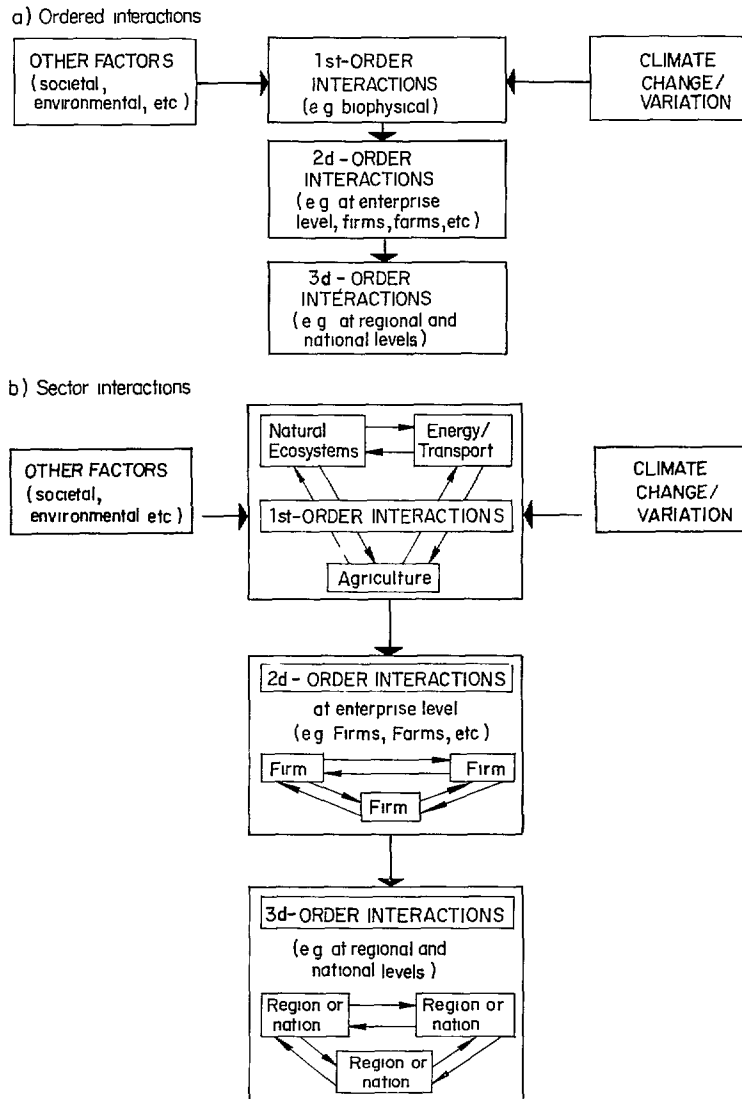 a) Ordered interactions
OTHER FACTORS
(societal,
environmental, etc)
1st-ORDER
INTERACTIONS
(e g biophysical)
CLIMATE
CHANGE/
VARIATION
2d-ORDER
INTERACTIONS
(e g at enterprise
level, firms, farms, etc)
3d-ORDER
INTERACTIONS
(e g at regional and
national levels)
b) Sector interactions
OTHER FACTORS
(societal,
environmental etc)
Natural
Ecosystems
Energy/
Transport
1st-ORDER INTERACTIONS
Agriculture
CLIMATE
CHANGE/
VARIATION
2d-ORDER INTERACTIONS
at enterprise level
(eg Firms, Farms, etc)
Firm
Firm
Firm
3d-ORDER INTERACTIONS
(e g at regional and
national levels)
Region or
nation
Region or
nation
Region or
nation